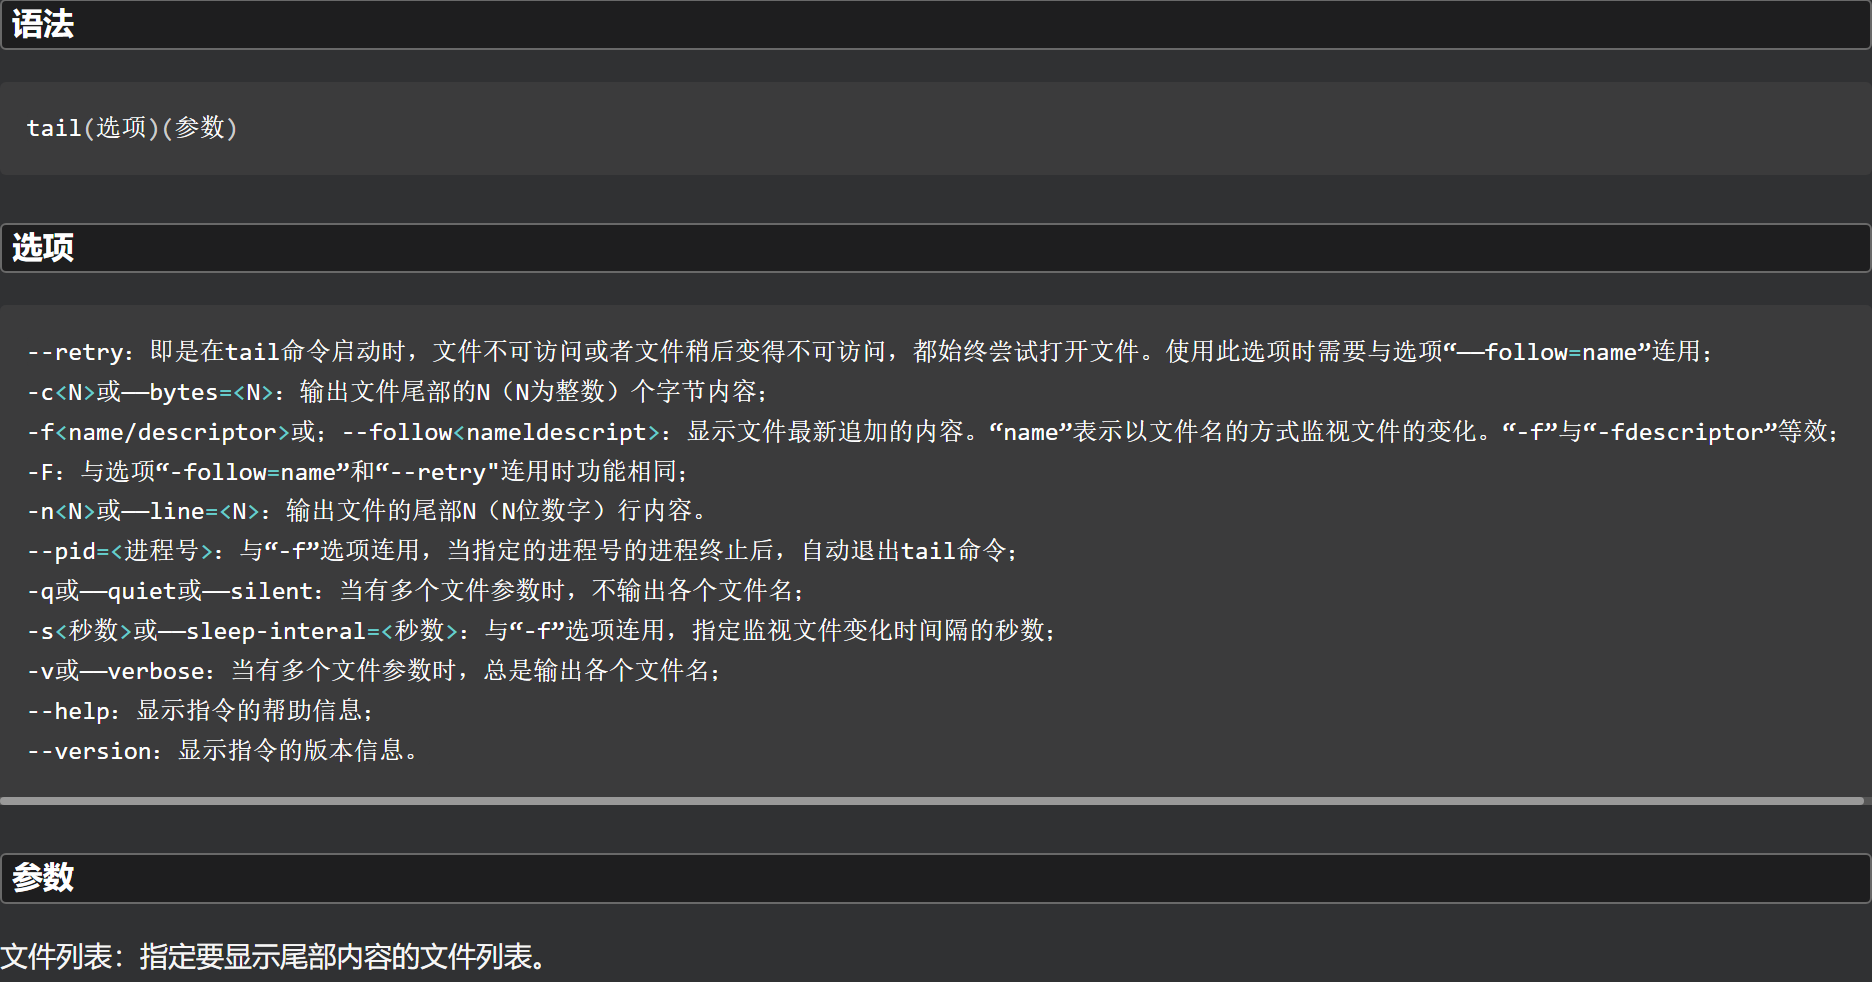 语法
tail(选项)(参数)
选项
--retry：即是在tail命令启动时，文件不可访问或者文件稍后变得不可访问，都始终尝试打开文件。使用此选项时需要与选项“——follow=name”连用；
-c<N>或——bytes=<N>：输出文件尾部的N（N为整数）个字节内容；
-f<name/descriptor>或；--follow<nameldescript>：显示文件最新追加的内容。“name”表示以文件名的方式监视文件的变化。“-f”与“-fdescriptor”等效；
-F：与选项“-follow=name”和“--retry"连用时功能相同；
-n<N>或——line=<N>：输出文件的尾部N（N位数字）行内容。
--pid=<进程号>：与“-f”选项连用，当指定的进程号的进程终止后，自动退出tail命令；
-q或——quiet或——silent：当有多个文件参数时，不输出各个文件名；
-s<秒数>或——sleep-interal=<秒数>：与“-f”选项连用，指定监视文件变化时间隔的秒数；
-v或——verbose：当有多个文件参数时，总是输出各个文件名；
--help：显示指令的帮助信息；
--version：显示指令的版本信息。
参数
文件列表：指定要显示尾部内容的文件列表。